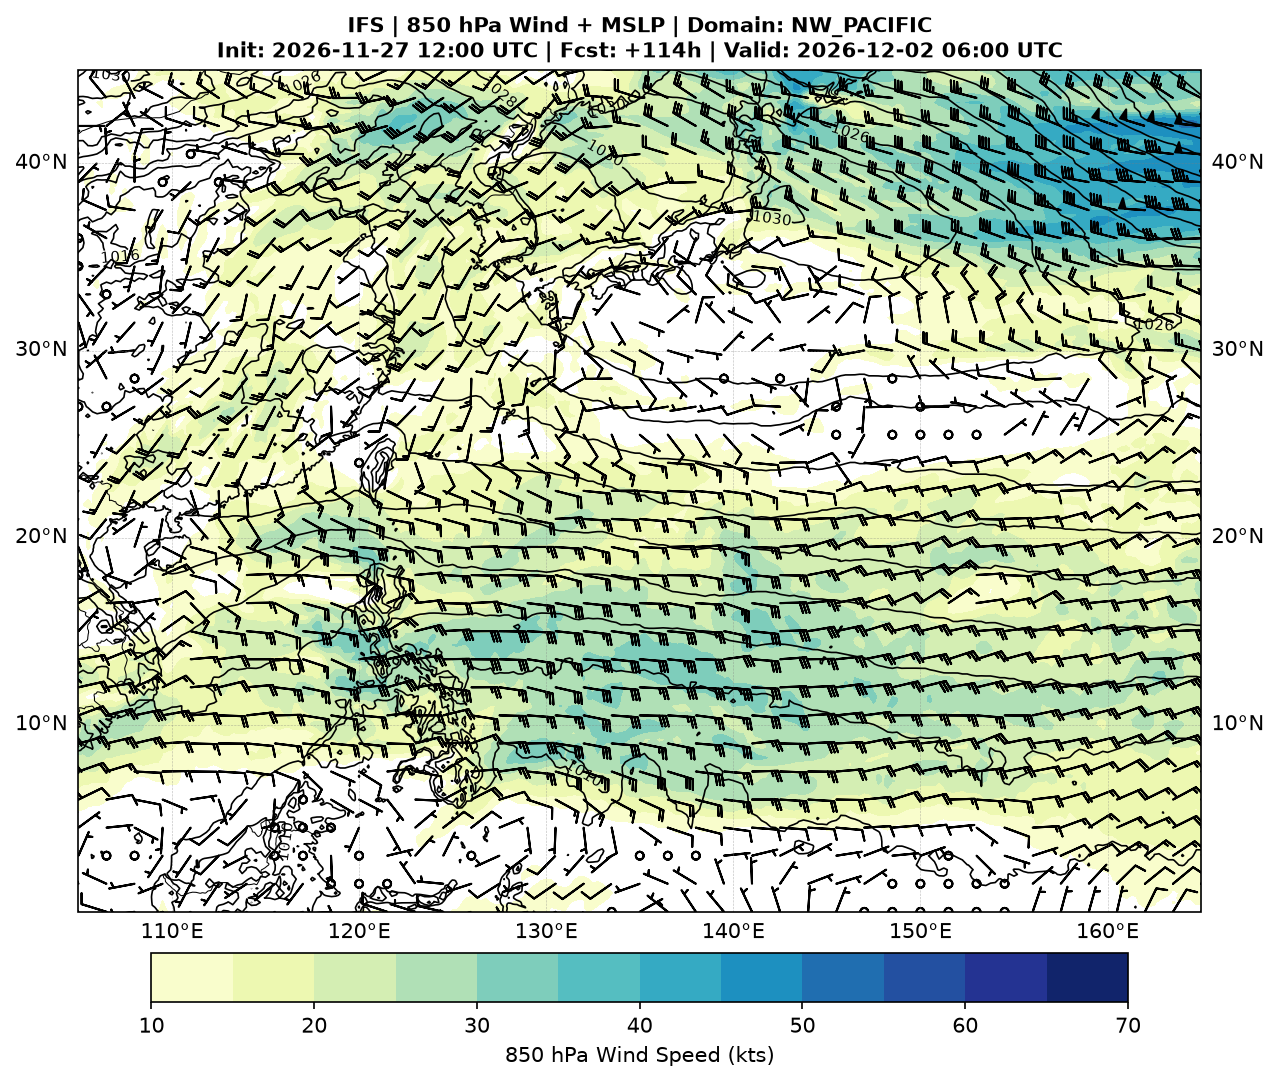 IFS | 850 hPa Wind + MSLP | Domain: NW_PACIFIC
Init: 2026-11-27 12:00 UTC | Fcst: +114h | Valid: 2026-12-02 06:00 UTC
1030
1026
1028
1026
1030
40°N
40°N
1030
1016
1026
30°N
30°N
20°N
20°N
10°N
10°N
1010
1010
110°E
120°E
130°E
140°E
150°E
160°E
10
20
30
40
50
60
70
850 hPa Wind Speed (kts)